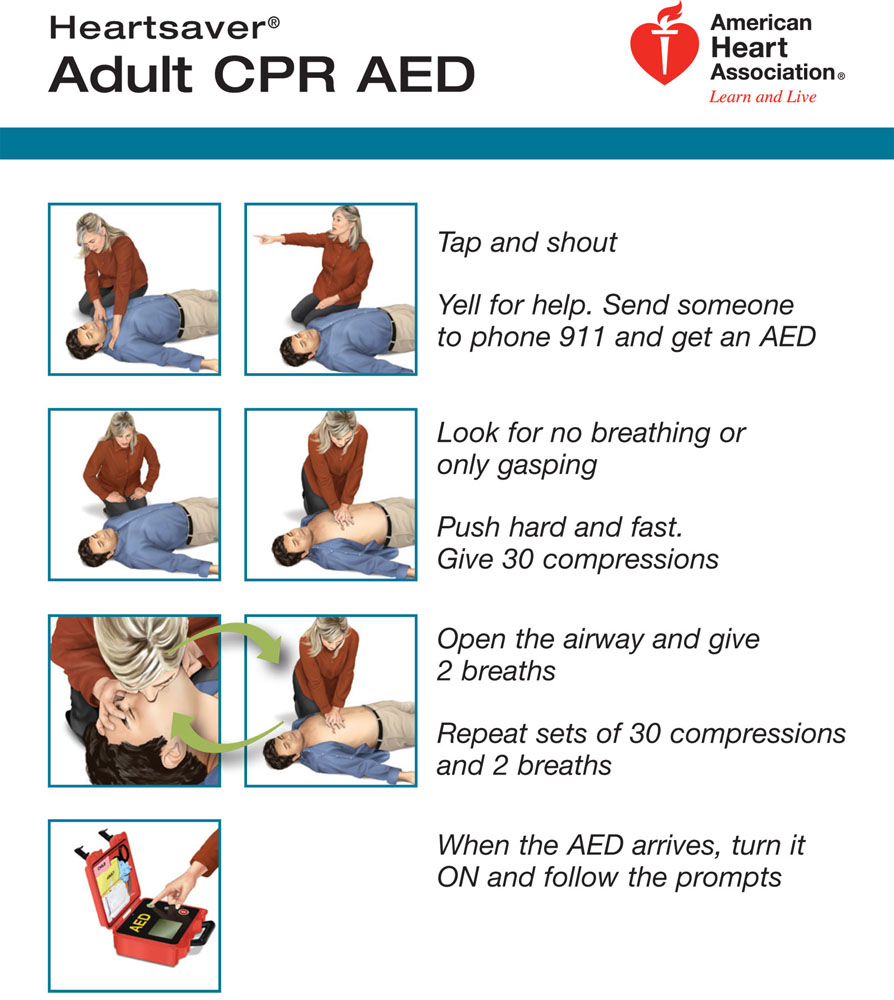 Heartsaver®
Adult CPR AED
American
Heart
Association®
Learn and Live
Tap and shout
Yell for help. Send someone
to phone 911 and get an AED
Look for no breathing or
only gasping
Push hard and fast.
Give 30 compressions
Open the airway and give
2 breaths
Repeat sets of 30 compressions
and 2 breaths
AED
When the AED arrives, turn it
ON and follow the prompts